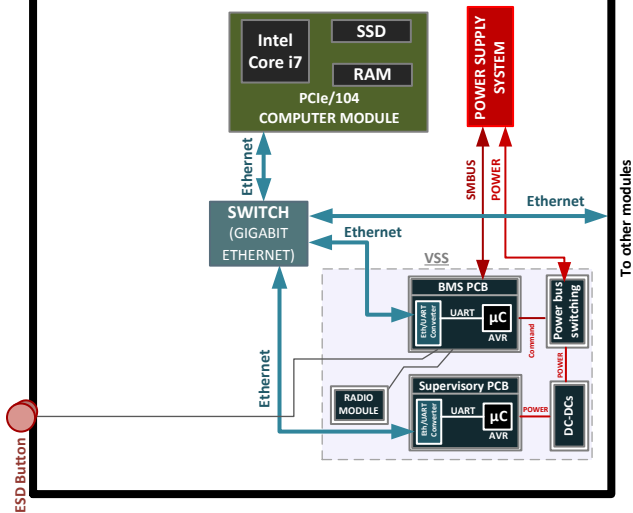 Intel
Core i7
SSD
RAM
PCIe/104
COMPUTER MODULE
POWER SUPPLY
SYSTEM
Ethernet
SMBUS
POWER
SWITCH
(GIGABIT
ETHERNET)
Ethernet
Ethernet
To other modules
VSS
BMS PCB
Eth/UART
Converter
UART
µC
AVR
Command
Power bus
switching
POWER
Ethernet
RADIO
MODULE
Supervisory PCB
Eth/UART
Converter
UART
µC
AVR
POWER
DC-DCs
ESD Button